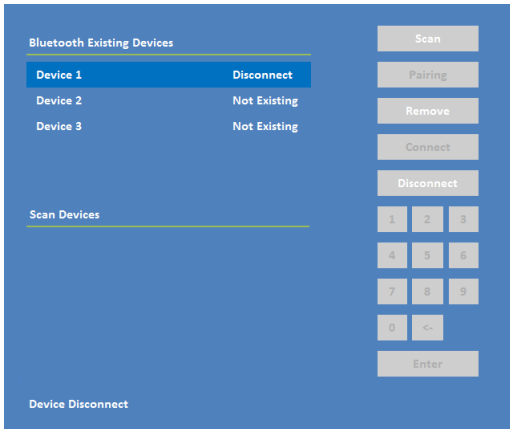 Bluetooth Existing Devices
Device 1 Disconnect
Device 2 Not Existing
Device 3 Not Existing
Scan Devices
Device Disconnect
Scan
Pairing
Remove
Connect
Disconnect
1 2 3
4 5 6
7 8 9
0 <-
Enter